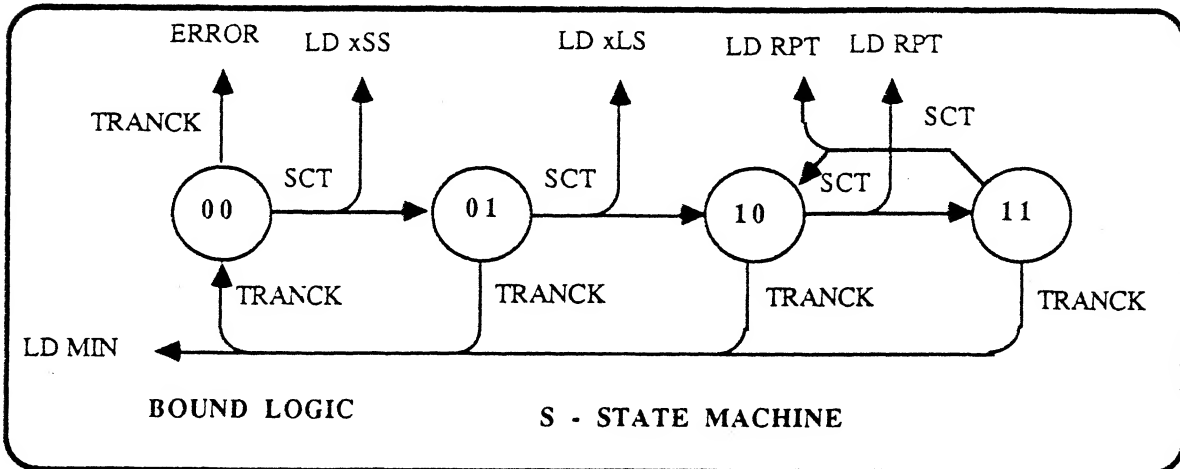 ERROR
LD xSS
LD xLS
LD RPT
LD RPT
TRANCK
SCT
SCT
SCT
SCT
00
01
10
11
TRANCK
TRANCK
TRANCK
TRANCK
LD MIN
BOUND LOGIC
S - STATE MACHINE